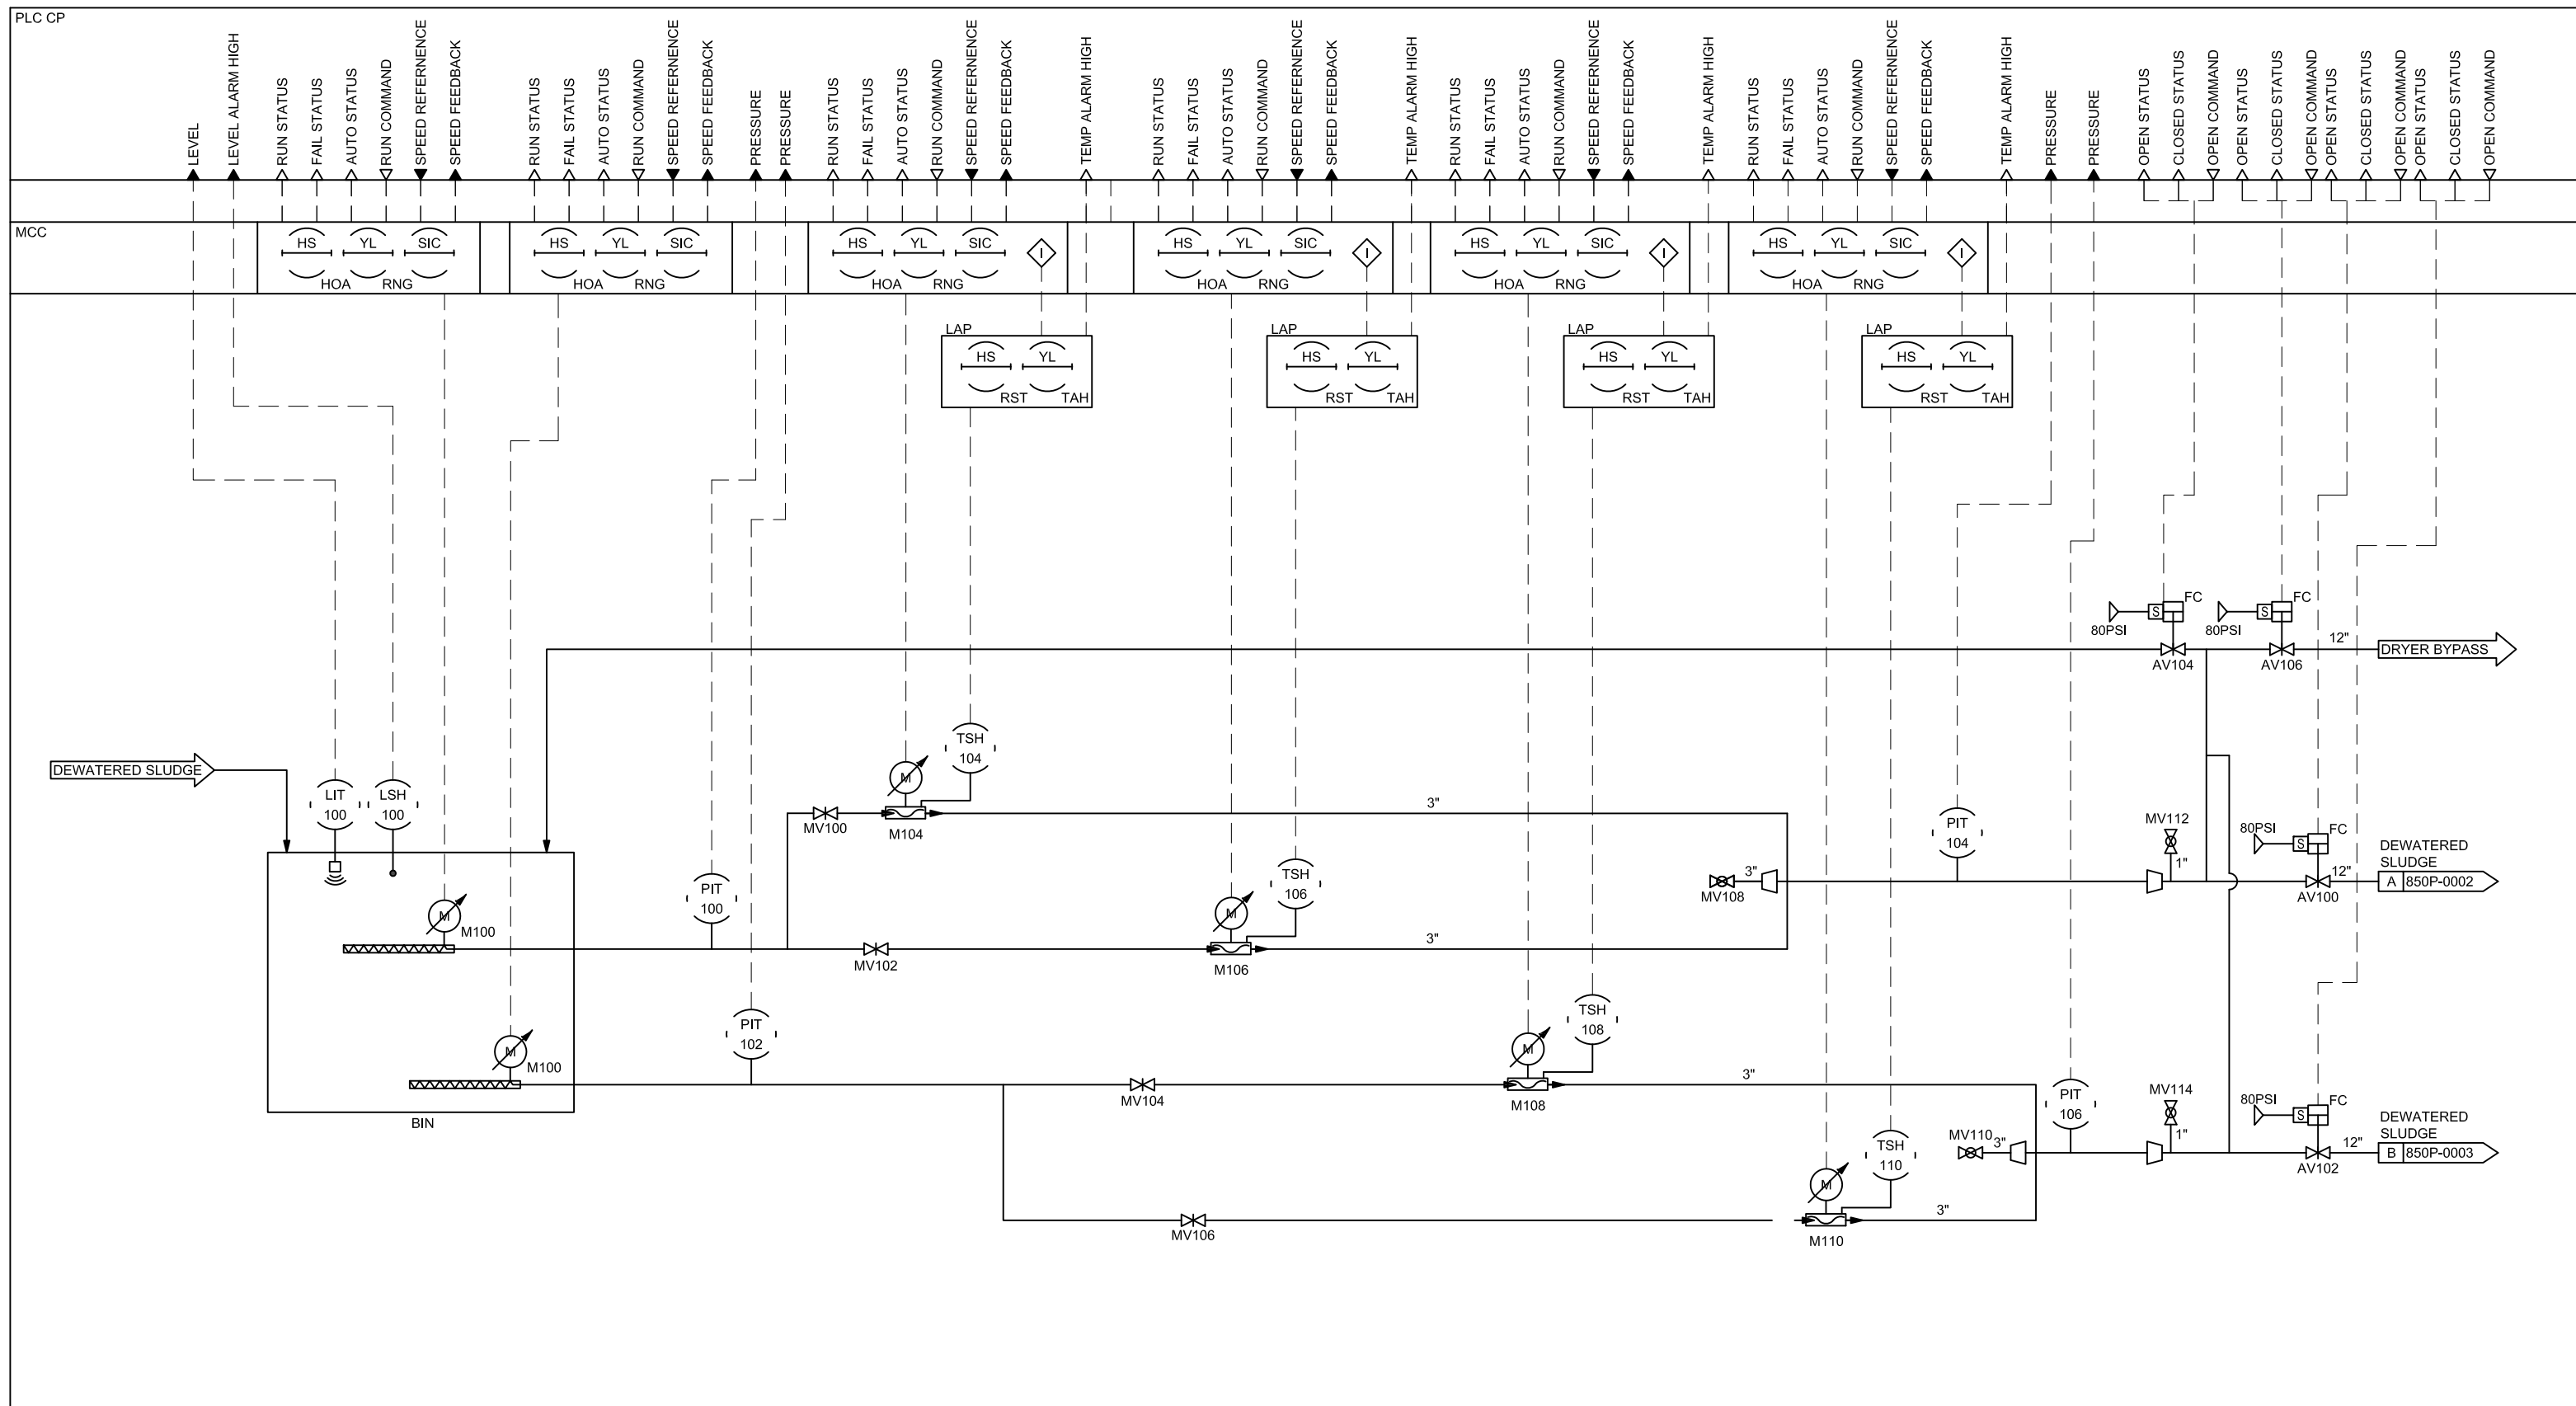 PLC CP
LEVEL
LEVEL ALARM HIGH
RUN STATUS
FAIL STATUS
AUTO STATUS
RUN COMMAND
SPEED REFERNENCE
SPEED FEEDBACK
RUN STATUS
FAIL STATUS
AUTO STATUS
RUN COMMAND
SPEED REFERNENCE
SPEED FEEDBACK
PRESSURE
PRESSURE
RUN STATUS
FAIL STATUS
AUTO STATUS
RUN COMMAND
SPEED REFERNENCE
SPEED FEEDBACK
TEMP ALARM HIGH
RUN STATUS
FAIL STATUS
AUTO STATUS
RUN COMMAND
SPEED REFERNENCE
SPEED FEEDBACK
TEMP ALARM HIGH
RUN STATUS
FAIL STATUS
AUTO STATUS
RUN COMMAND
SPEED REFERNENCE
SPEED FEEDBACK
TEMP ALARM HIGH
RUN STATUS
FAIL STATUS
AUTO STATUS
RUN COMMAND
SPEED REFERNENCE
SPEED FEEDBACK
TEMP ALARM HIGH
PRESSURE
PRESSURE
OPEN STATUS
CLOSED STATUS
OPEN COMMAND
OPEN STATUS
CLOSED STATUS
OPEN COMMAND
OPEN STATUS
CLOSED STATUS
OPEN COMMAND
OPEN STATUS
CLOSED STATUS
OPEN COMMAND
MCC
HS YL SIC
HOA RNG
HS YL SIC
HOA RNG
HS YL SIC I
HOA RNG
HS YL SIC I
HOA RNG
HS YL SIC I
HOA RNG
HS YL SIC I
HOA RNG
LAP
HS YL
RST TAH
LAP
HS YL
RST TAH
LAP
HS YL
RST TAH
LAP
HS YL
RST TAH
S FC
80PSI
AV104
S FC
80PSI
AV106
12"
DRYER BYPASS
DEWATERED SLUDGE
LIT
100
LSH
100
M
M100
M
M100
BIN
PIT
100
PIT
102
TSH
104
M
MV100
M104
3"
TSH
106
M
MV102
M106
3"
TSH
108
M
MV104
M108
3"
TSH
110
M
MV106
M110
3"
MV108
3"
PIT
104
MV112
1"
80PSI
S FC
AV100
12"
DEWATERED
SLUDGE
A 850P-0002
MV110
3"
PIT
106
MV114
1"
80PSI
S FC
AV102
12"
DEWATERED
SLUDGE
B 850P-0003